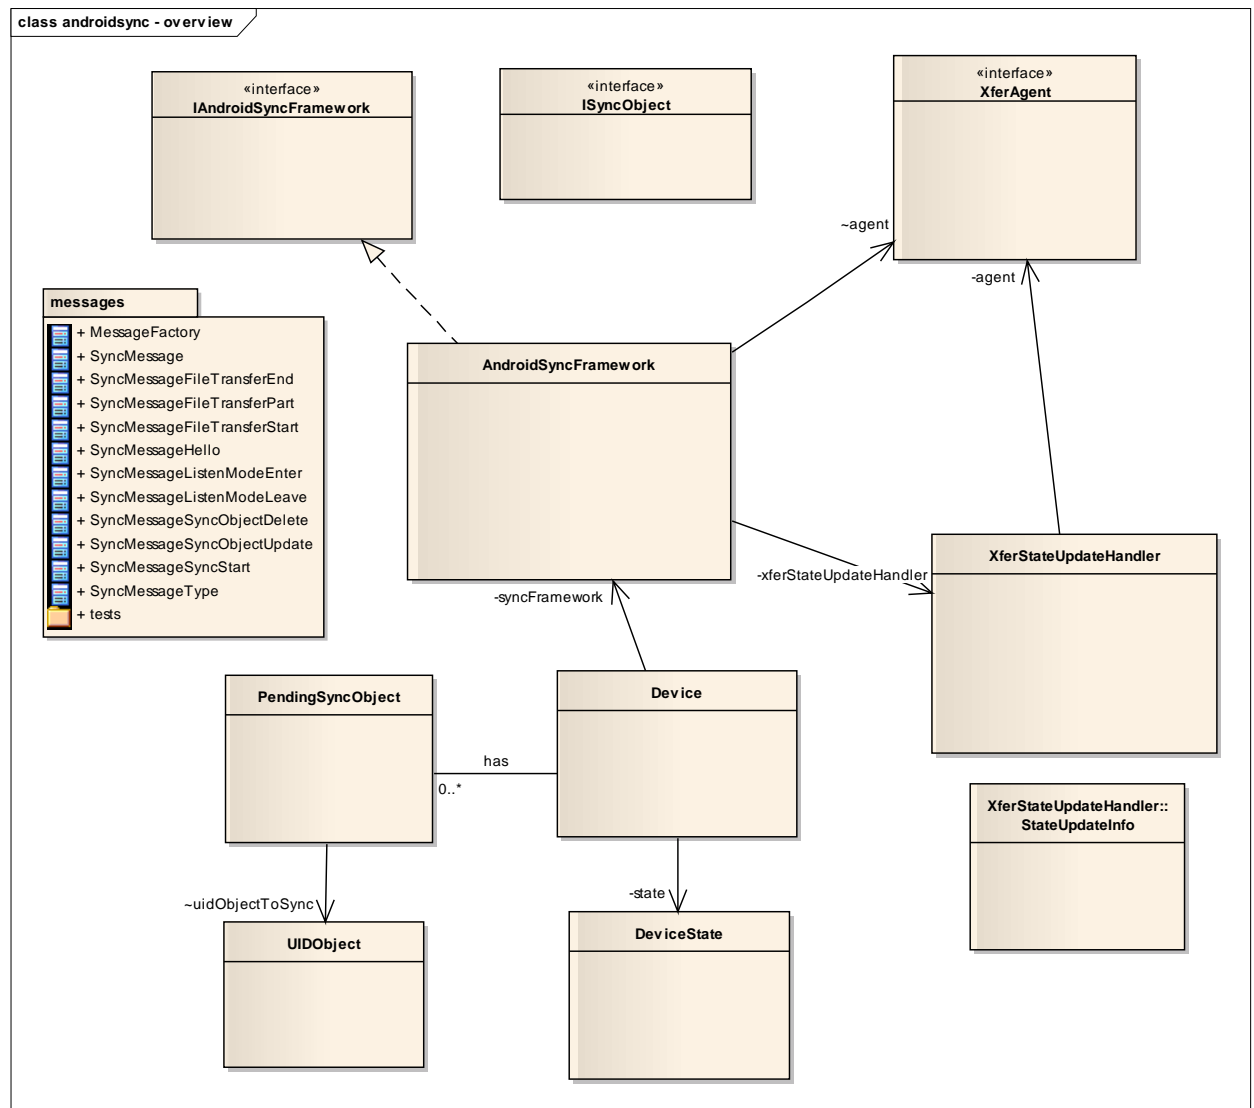 class androidsync - overview
«interface»
IAndroidSyncFramework
«interface»
ISyncObject
«interface»
XferAgent
~agent
-agent
messages
+ MessageFactory
+ SyncMessage
+ SyncMessageFileTransferEnd
+ SyncMessageFileTransferPart
+ SyncMessageFileTransferStart
+ SyncMessageHello
+ SyncMessageListenModeEnter
+ SyncMessageListenModeLeave
+ SyncMessageSyncObjectDelete
+ SyncMessageSyncObjectUpdate
+ SyncMessageSyncStart
+ SyncMessageType
+ tests
AndroidSyncFramework
-xferStateUpdateHandler
XferStateUpdateHandler
-syncFramework
PendingSyncObject
has
0..*
Device
XferStateUpdateHandler::
StateUpdateInfo
~uidObjectToSync
-state
UIDObject
DeviceState